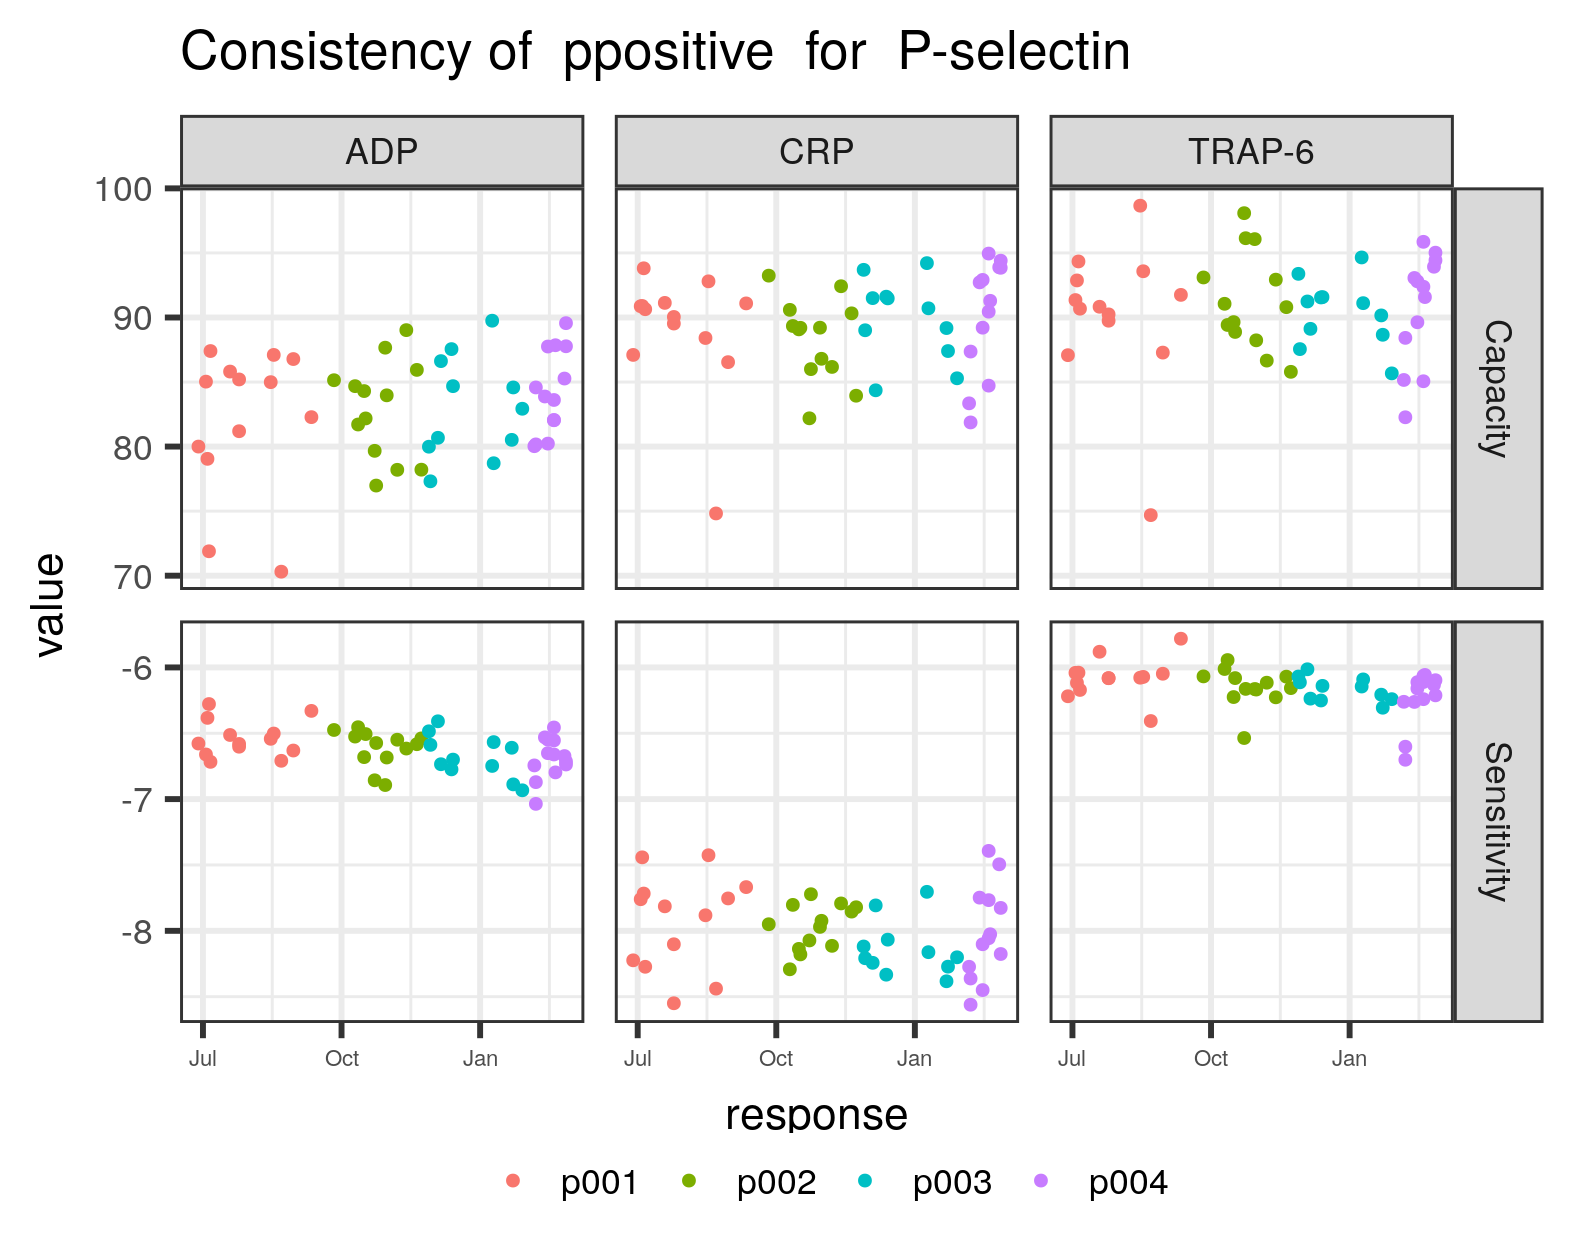 Consistency of  ppositive  for  P-selectin
ADP CRP TRAP-6
100
90
80
70
Capacity
value
-6
-7
-8
Sensitivity
Jul Oct Jan Jul Oct Jan Jul Oct Jan
response
p001 p002 p003 p004